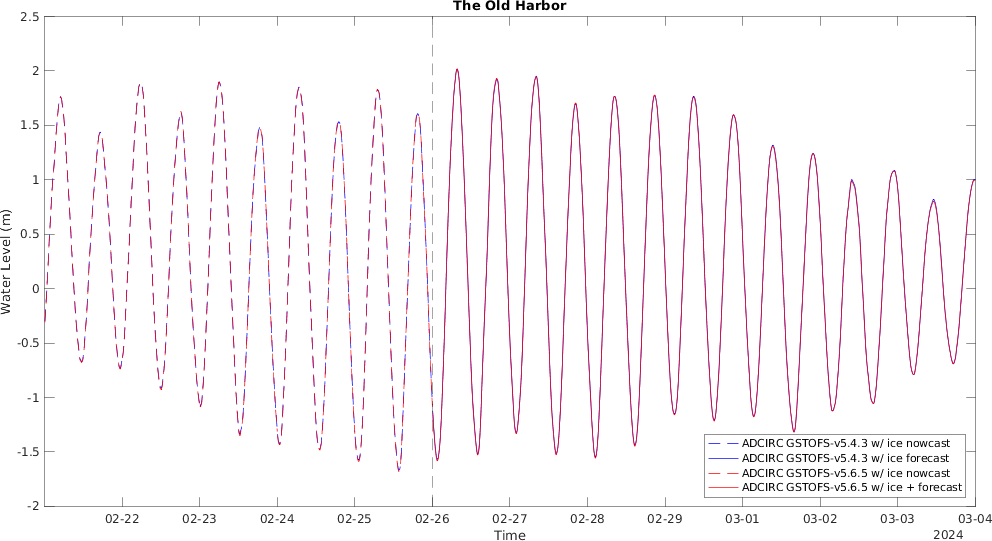 The Old Harbor
2.5
2
1.5
1
0.5
0
-0.5
-1
-1.5
-2
Water Level (m)
ADCIRC GSTOFS-v5.4.3 w/ ice nowcast
ADCIRC GSTOFS-v5.4.3 w/ ice forecast
ADCIRC GSTOFS-v5.6.5 w/ ice nowcast
ADCIRC GSTOFS-v5.6.5 w/ ice + forecast
02-22 02-23 02-24 02-25 02-26 02-27 02-28 02-29 03-01 03-02 03-03 03-04
Time
2024